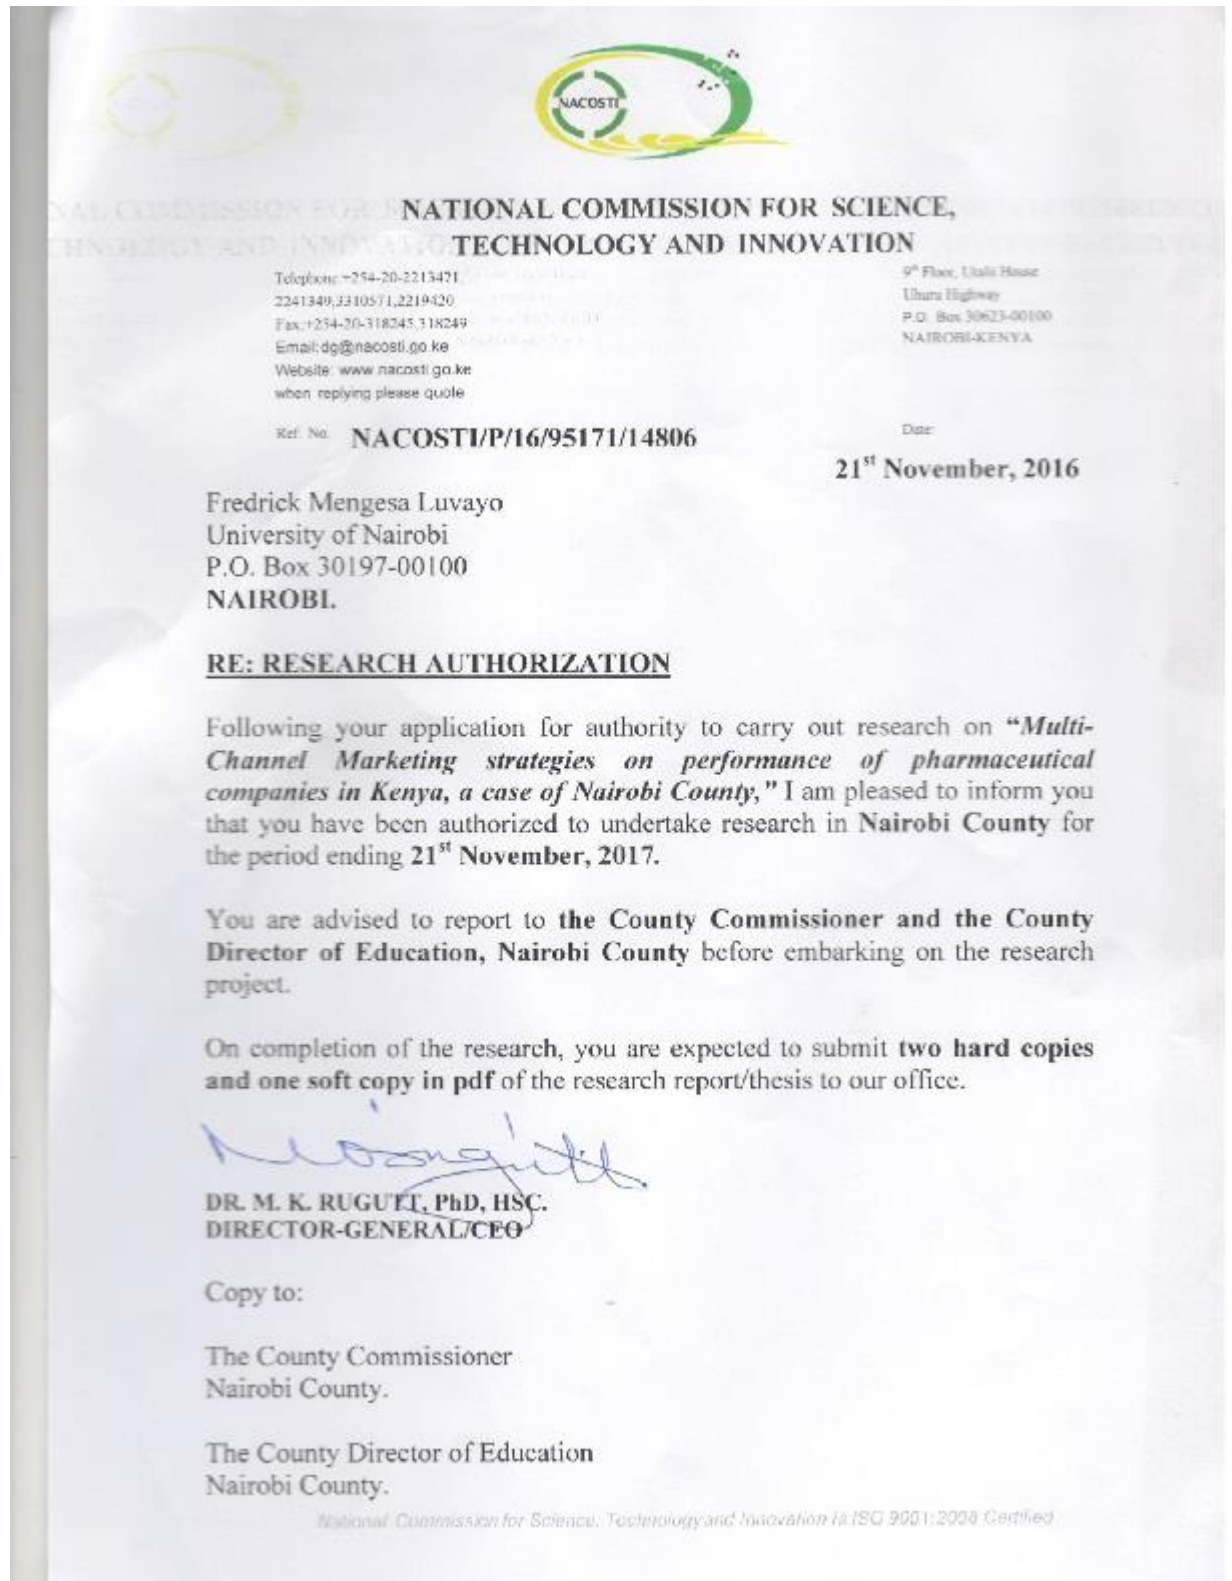 NACOSTI
NATIONAL COMMISSION FOR SCIENCE,
TECHNOLOGY AND INNOVATION
Telephone:+254-20-2213471,
2241349,3310571,2219420
Fax:+254-20-318245,318249
Email:dg@nacosti.go.ke
Website: www.nacosti.go.ke
when replying please quote
9th Floor, Utalii House
Uhuru Highway
P.O. Box 30623-00100
NAIROBI-KENYA
Ref. No. NACOSTI/P/16/95171/14806
Date:
21st November, 2016
Fredrick Mengesa Luvayo
University of Nairobi
P.O. Box 30197-00100
NAIROBI.
RE: RESEARCH AUTHORIZATION
Following your application for authority to carry out research on “Multi-
Channel Marketing strategies on performance of pharmaceutical
companies in Kenya, a case of Nairobi County,” I am pleased to inform you
that you have been authorized to undertake research in Nairobi County for
the period ending 21st November, 2017.
You are advised to report to the County Commissioner and the County
Director of Education, Nairobi County before embarking on the research
project.
On completion of the research, you are expected to submit two hard copies
and one soft copy in pdf of the research report/thesis to our office.
DR. M. K. RUGUTT, PhD, HSC.
DIRECTOR-GENERAL/CEO
Copy to:
The County Commissioner
Nairobi County.
The County Director of Education
Nairobi County.
National Commission for Science, Technology and Innovation is ISO 9001:2008 Certified